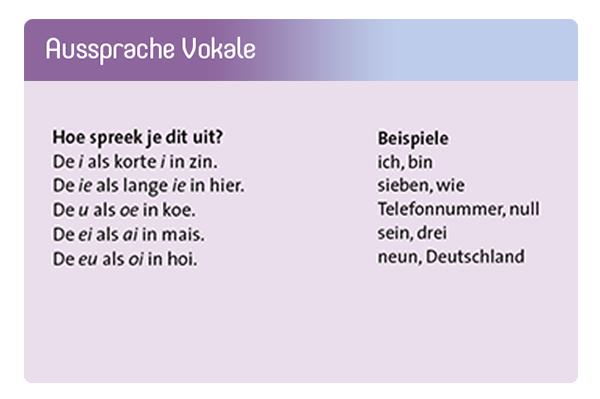 Aussprache Vokale
Hoe spreek je dit uit?
De i als korte i in zin.
De ie als lange ie in hier.
De u als oe in koe.
De ei als ai in mais.
De eu als oi in hoi.
Beispiele
ich, bin
sieben, wie
Telefonnummer, null
sein, drei
neun, Deutschland